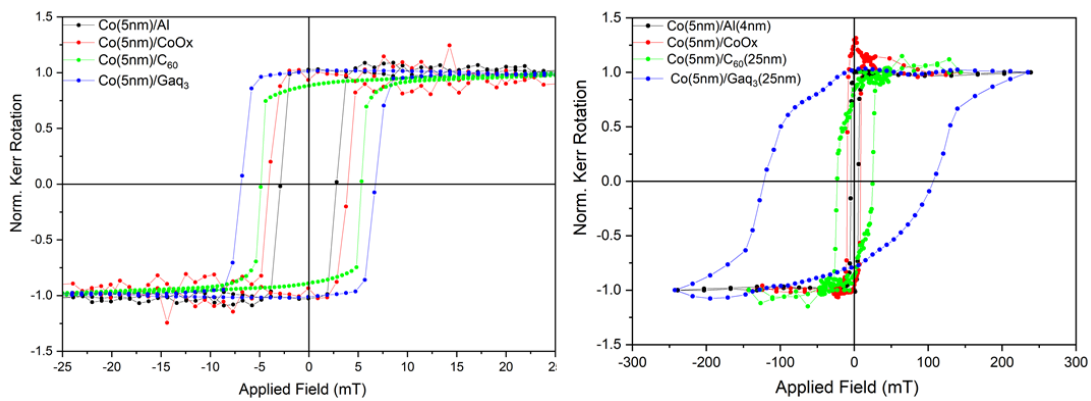 1.5
1.0
0.5
0.0
-0.5
-1.0
-1.5
Norm. Kerr Rotation
Co(5nm)/Al
Co(5nm)/CoOx
Co(5nm)/C₆₀
Co(5nm)/Gaq₃
-25 -20 -15 -10 -5 0 5 10 15 20 25
Applied Field (mT)
1.5
1.0
0.5
0.0
-0.5
-1.0
-1.5
Norm. Kerr Rotation
Co(5nm)/Al(4nm)
Co(5nm)/CoOx
Co(5nm)/C₆₀(25nm)
Co(5nm)/Gaq₃(25nm)
-300 -200 -100 0 100 200 300
Applied Field (mT)